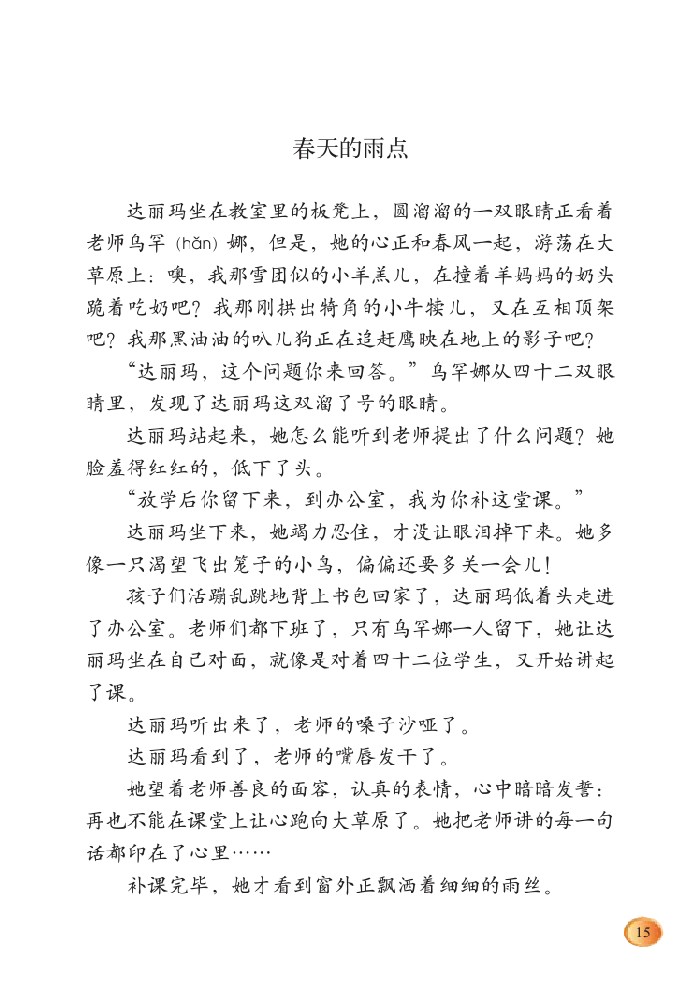 春天的雨点
达丽玛坐在教室里的板凳上，圆溜溜的一双眼睛正看着
老师乌罕（hǎn）娜，但是，她的心正和春风一起，游荡在大
草原上：噢，我那雪团似的小羊羔儿，在撞着羊妈妈的奶头
跪着吃奶吧？我那刚拱出犄角的小牛犊儿，又在互相顶架
吧？我那黑油油的叭儿狗正在追赶鹰映在地上的影子吧？
“达丽玛，这个问题你来回答。”乌罕娜从四十二双眼
睛里，发现了达丽玛这双溜了号的眼睛。
达丽玛站起来，她怎么能听到老师提出了什么问题？她
脸羞得红红的，低下了头。
“放学后你留下来，到办公室，我为你补这堂课。”
达丽玛坐下来，她竭力忍住，才没让眼泪掉下来。她多
像一只渴望飞出笼子的小鸟，偏偏还要多关一会儿！
孩子们活蹦乱跳地背上书包回家了，达丽玛低着头走进
了办公室。老师们都下班了，只有乌罕娜一人留下，她让达
丽玛坐在自己对面，就像是对着四十二位学生，又开始讲起
了课。
达丽玛听出来了，老师的嗓子沙哑了。
达丽玛看到了，老师的嘴唇发干了。
她望着老师善良的面容，认真的表情，心中暗暗发誓：
再也不能在课堂上让心跑向大草原了。她把老师讲的每一句
话都印在了心里……
补课完毕，她才看到窗外正飘洒着细细的雨丝。
15